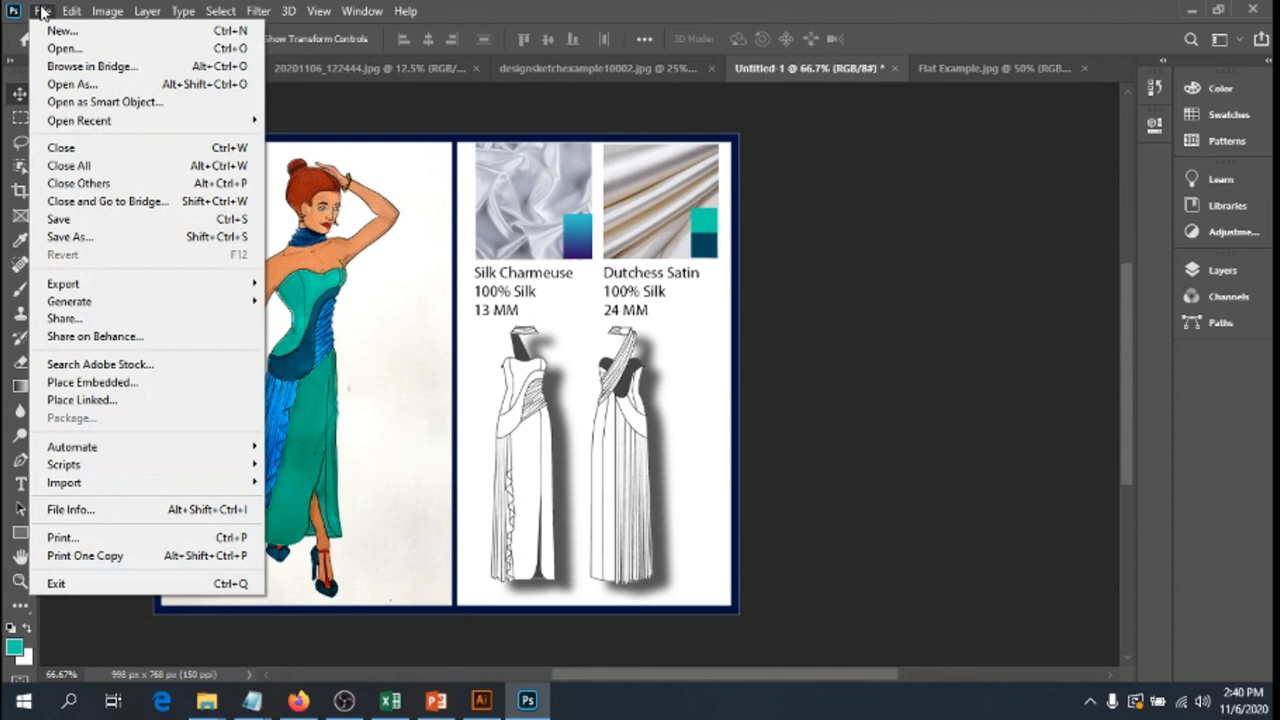 Ps File Edit Image Layer Type Select Filter 3D View Window Help
Show Transform Controls 3D Mode:
20201106_122444.jpg @ 12.5% (RGB/... × designsketchexample10002.jpg @ 25%... × Untitled-1 @ 66.7% (RGB/8#) * × Flat Example.jpg @ 50% (RGB... ×
New... Ctrl+N
Open... Ctrl+O
Browse in Bridge... Alt+Ctrl+O
Open As... Alt+Shift+Ctrl+O
Open as Smart Object...
Open Recent
Close Ctrl+W
Close All Alt+Ctrl+W
Close Others Alt+Ctrl+P
Close and Go to Bridge... Shift+Ctrl+W
Save Ctrl+S
Save As... Shift+Ctrl+S
Revert F12
Export
Generate
Share...
Share on Behance...
Search Adobe Stock...
Place Embedded...
Place Linked...
Package...
Automate
Scripts
Import
File Info... Alt+Shift+Ctrl+I
Print... Ctrl+P
Print One Copy Alt+Shift+Ctrl+P
Exit Ctrl+Q
Silk Charmeuse
100% Silk
13 MM
Dutchess Satin
100% Silk
24 MM
Color
Swatches
Patterns
Learn
Libraries
Adjustme...
Layers
Channels
Paths
66.67% 998 px x 768 px (150 ppi)
Ai Ps
2:40 PM
11/6/2020